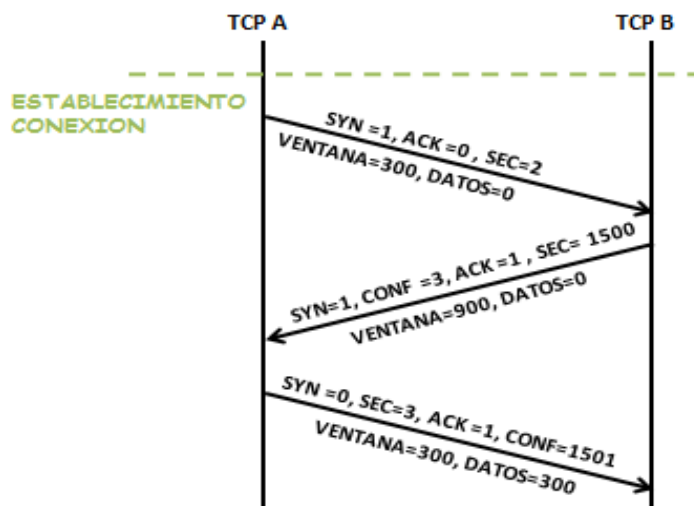 TCP A
TCP B
ESTABLECIMIENTO
CONEXION
SYN =1, ACK =0 , SEC=2
VENTANA=300, DATOS=0
SYN=1, CONF =3, ACK =1 , SEC= 1500
VENTANA=900, DATOS=0
SYN =0, SEC=3, ACK =1, CONF=1501
VENTANA=300, DATOS=300